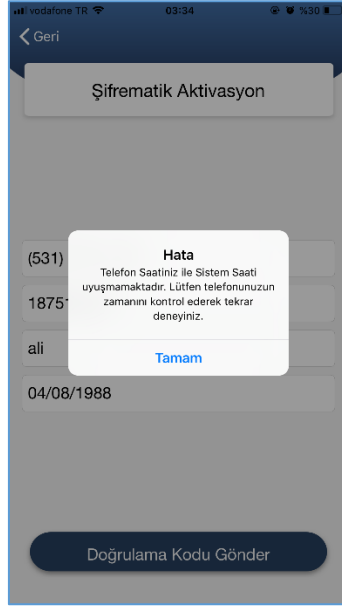 vodafone TR 03:34 %30
Geri
Şifrematik Aktivasyon
(531)
Hata
Telefon Saatiniz ile Sistem Saati
uyuşmamaktadır. Lütfen telefonunuzun
zamanını kontrol ederek tekrar
deneyiniz.
1875
Tamam
ali
04/08/1988
Doğrulama Kodu Gönder